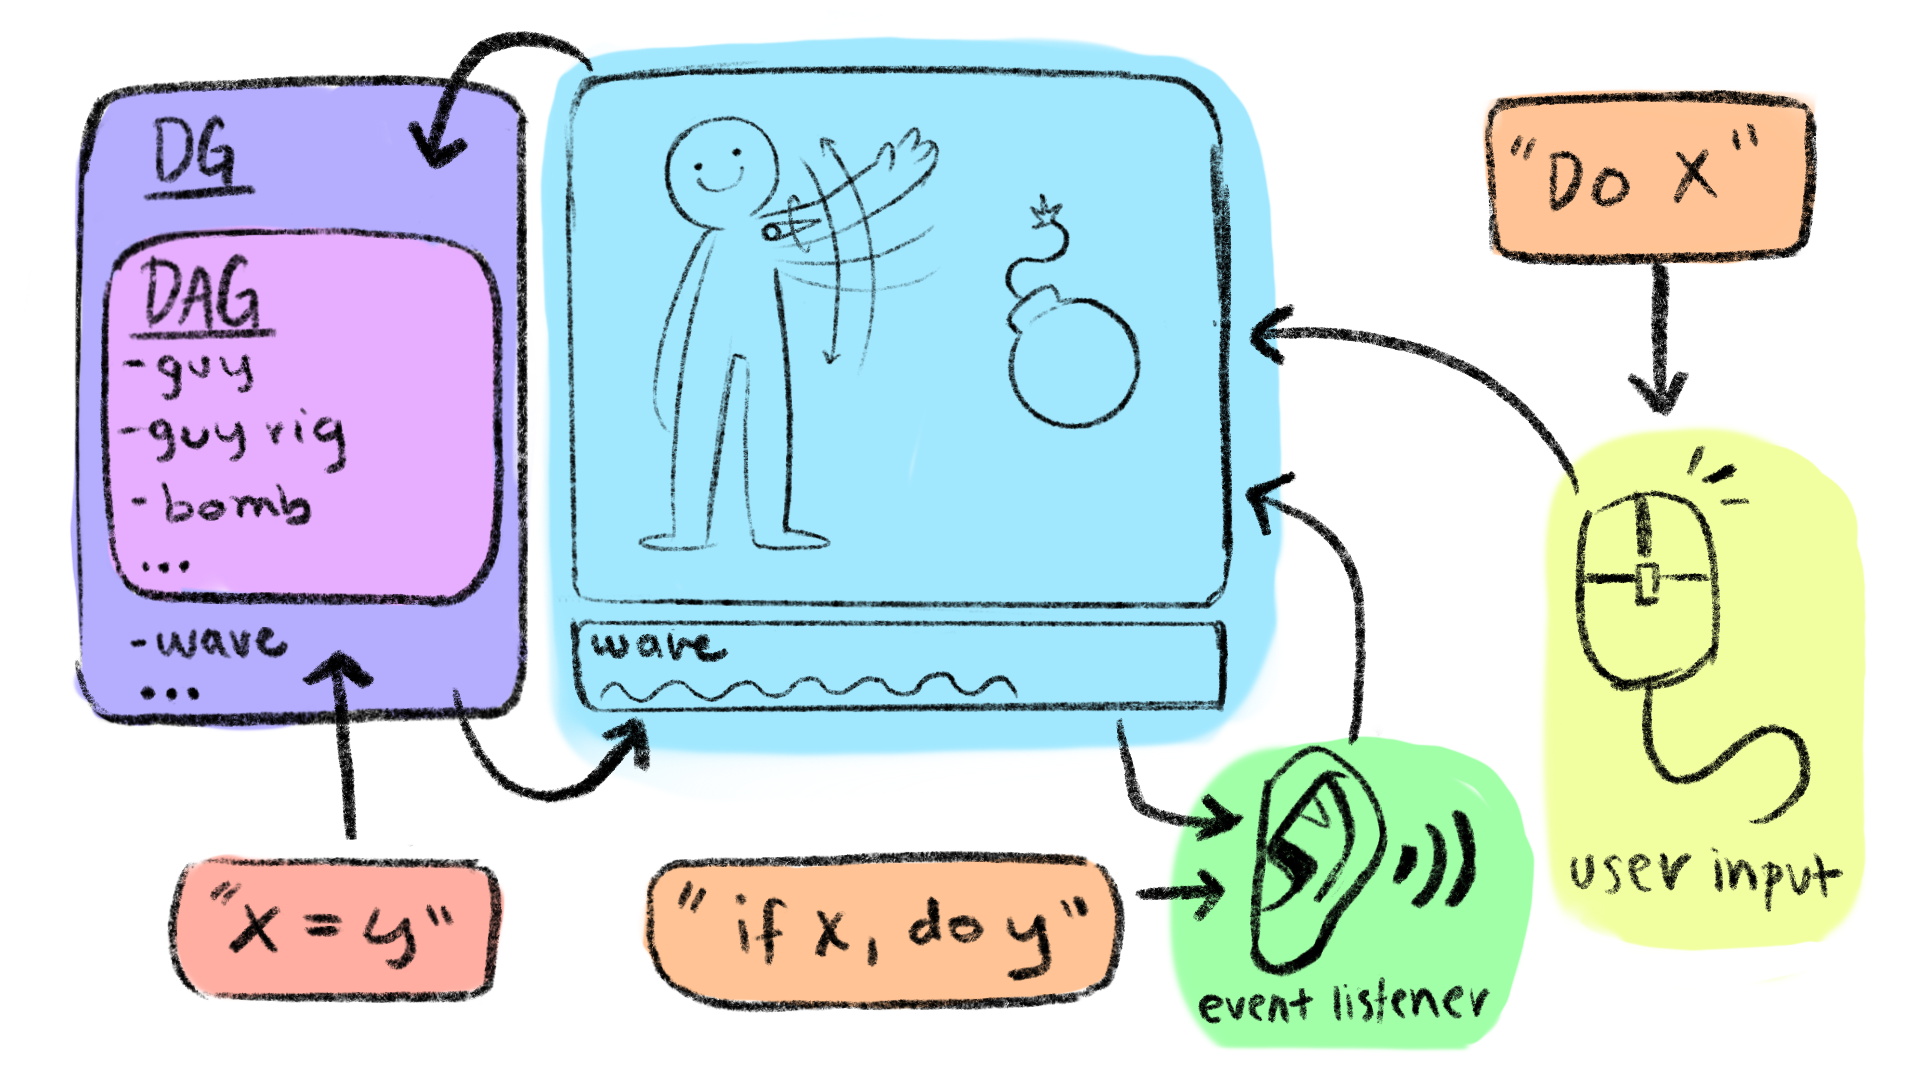 DG
DAG
-guy
-guy rig
-bomb
...
-wave
...
wave
"Do X"
user input
"x = y"
"if x, do y"
event listener